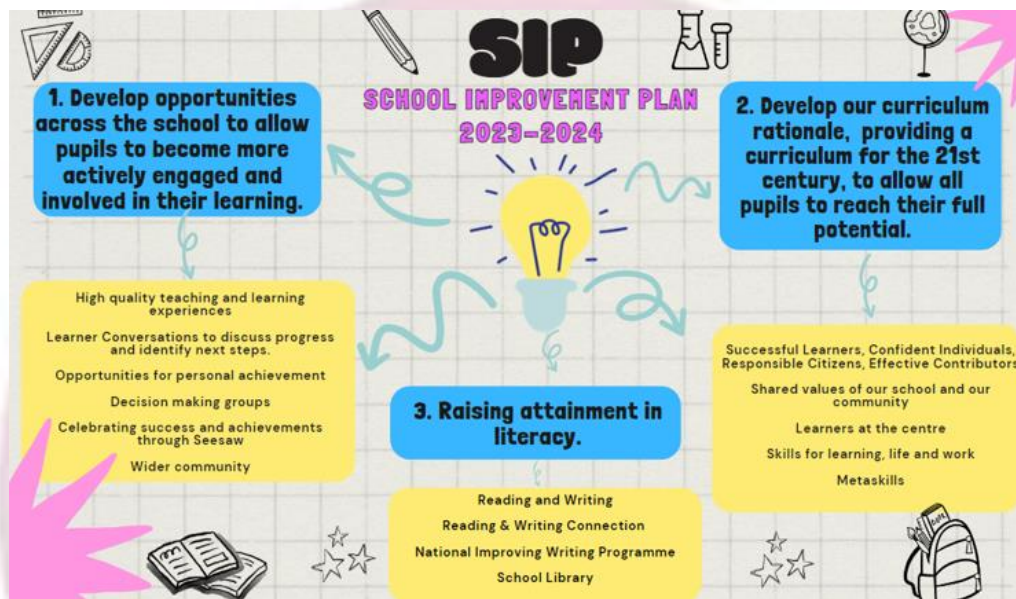 SIP
SCHOOL IMPROVEMENT PLAN
2023-2024
1. Develop opportunities
across the school to allow
pupils to become more
actively engaged and
involved in their learning.
High quality teaching and learning
experiences
Learner Conversations to discuss progress
and identify next steps.
Opportunities for personal achievement
Decision making groups
Celebrating success and achievements
through Seesaw
Wider community
2. Develop our curriculum
rationale, providing a
curriculum for the 21st
century, to allow all
pupils to reach their full
potential.
Successful Learners, Confident Individuals,
Responsible Citizens, Effective Contributors
Shared values of our school and our
community
Learners at the centre
Skills for learning, life and work
Metaskills
3. Raising attainment in
literacy.
Reading and Writing
Reading & Writing Connection
National Improving Writing Programme
School Library